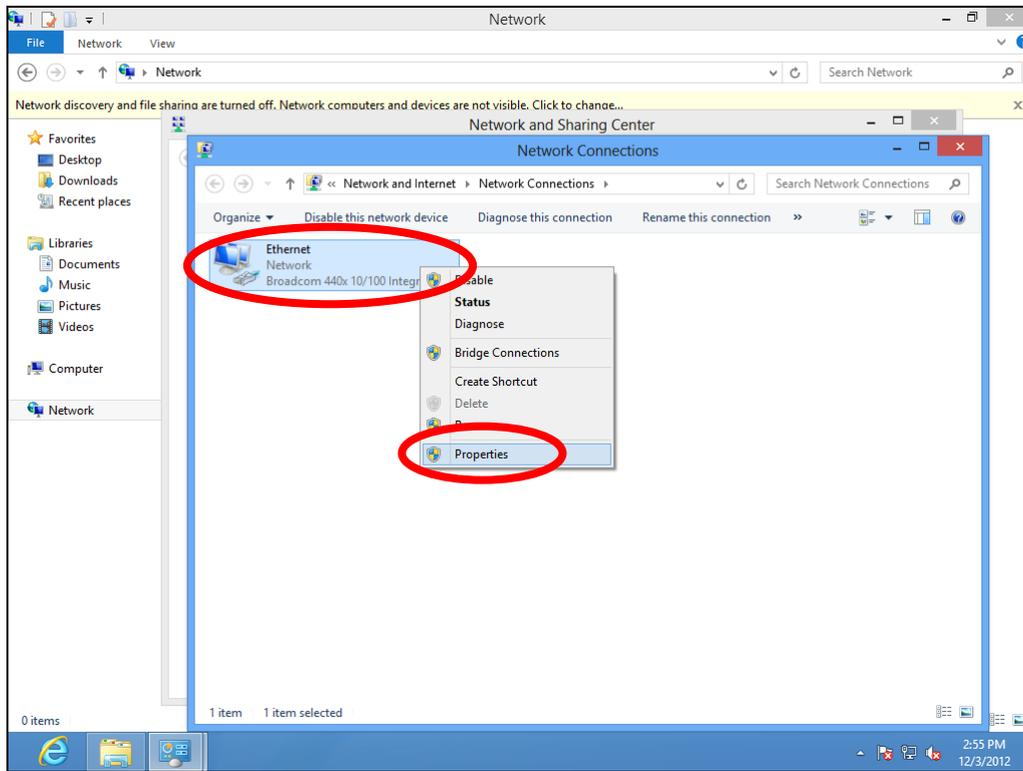 Network
File Network View
Network
Search Network
Network discovery and file sharing are turned off. Network computers and devices are not visible. Click to change...
Favorites
Desktop
Downloads
Recent places
Libraries
Documents
Music
Pictures
Videos
Computer
Network
0 items
Network and Sharing Center
Network Connections
« Network and Internet Network Connections
Search Network Connections
Organize Disable this network device Diagnose this connection Rename this connection »
Ethernet
Network
Broadcom 440x 10/100 Integr
Status
Diagnose
Bridge Connections
Create Shortcut
Delete
Properties
1 item 1 item selected
2:55 PM
12/3/2012